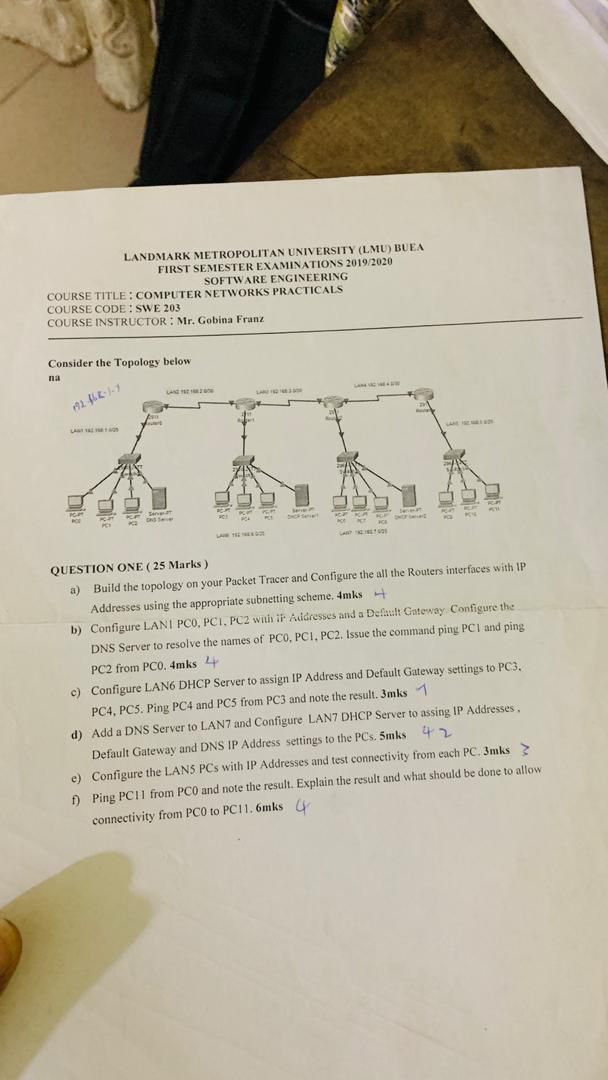 LANDMARK METROPOLITAN UNIVERSITY (LMU) BUEA
FIRST SEMESTER EXAMINATIONS 2019/2020
SOFTWARE ENGINEERING
COURSE TITLE : COMPUTER NETWORKS PRACTICALS
COURSE CODE : SWE 203
COURSE INSTRUCTOR : Mr. Gobina Franz
Consider the Topology below
na
LAN2 192.168.2.0/30
LAN3 192.168.3.0/30
LAN4 192.168.4.0/30
LAN1 192.168.1.0/25
LAN5 192.168.5.0/25
PC-PT PC0
PC-PT PC1
PC-PT PC2
Server-PT DNS Server
PC-PT PC3
PC-PT PC4
PC-PT PC5
Server-PT DHCP Server1
PC-PT PC6
PC-PT PC7
PC-PT PC8
Server-PT DHCP Server2
PC-PT PC9
PC-PT PC10
PC-PT PC11
LAN6 192.168.6.0/25
LAN7 192.168.7.0/25
QUESTION ONE ( 25 Marks )
a) Build the topology on your Packet Tracer and Configure the all the Routers interfaces with IP
Addresses using the appropriate subnetting scheme. 4mks 4
b) Configure LAN1 PC0, PC1, PC2 with IP Addresses and a Default Gateway. Configure the
DNS Server to resolve the names of PC0, PC1, PC2. Issue the command ping PC1 and ping
PC2 from PC0. 4mks 4
c) Configure LAN6 DHCP Server to assign IP Address and Default Gateway settings to PC3,
PC4, PC5. Ping PC4 and PC5 from PC3 and note the result. 3mks
d) Add a DNS Server to LAN7 and Configure LAN7 DHCP Server to assing IP Addresses ,
Default Gateway and DNS IP Address settings to the PCs. 5mks 4 2
e) Configure the LAN5 PCs with IP Addresses and test connectivity from each PC. 3mks 3
f) Ping PC11 from PC0 and note the result. Explain the result and what should be done to allow
connectivity from PC0 to PC11. 6mks 4